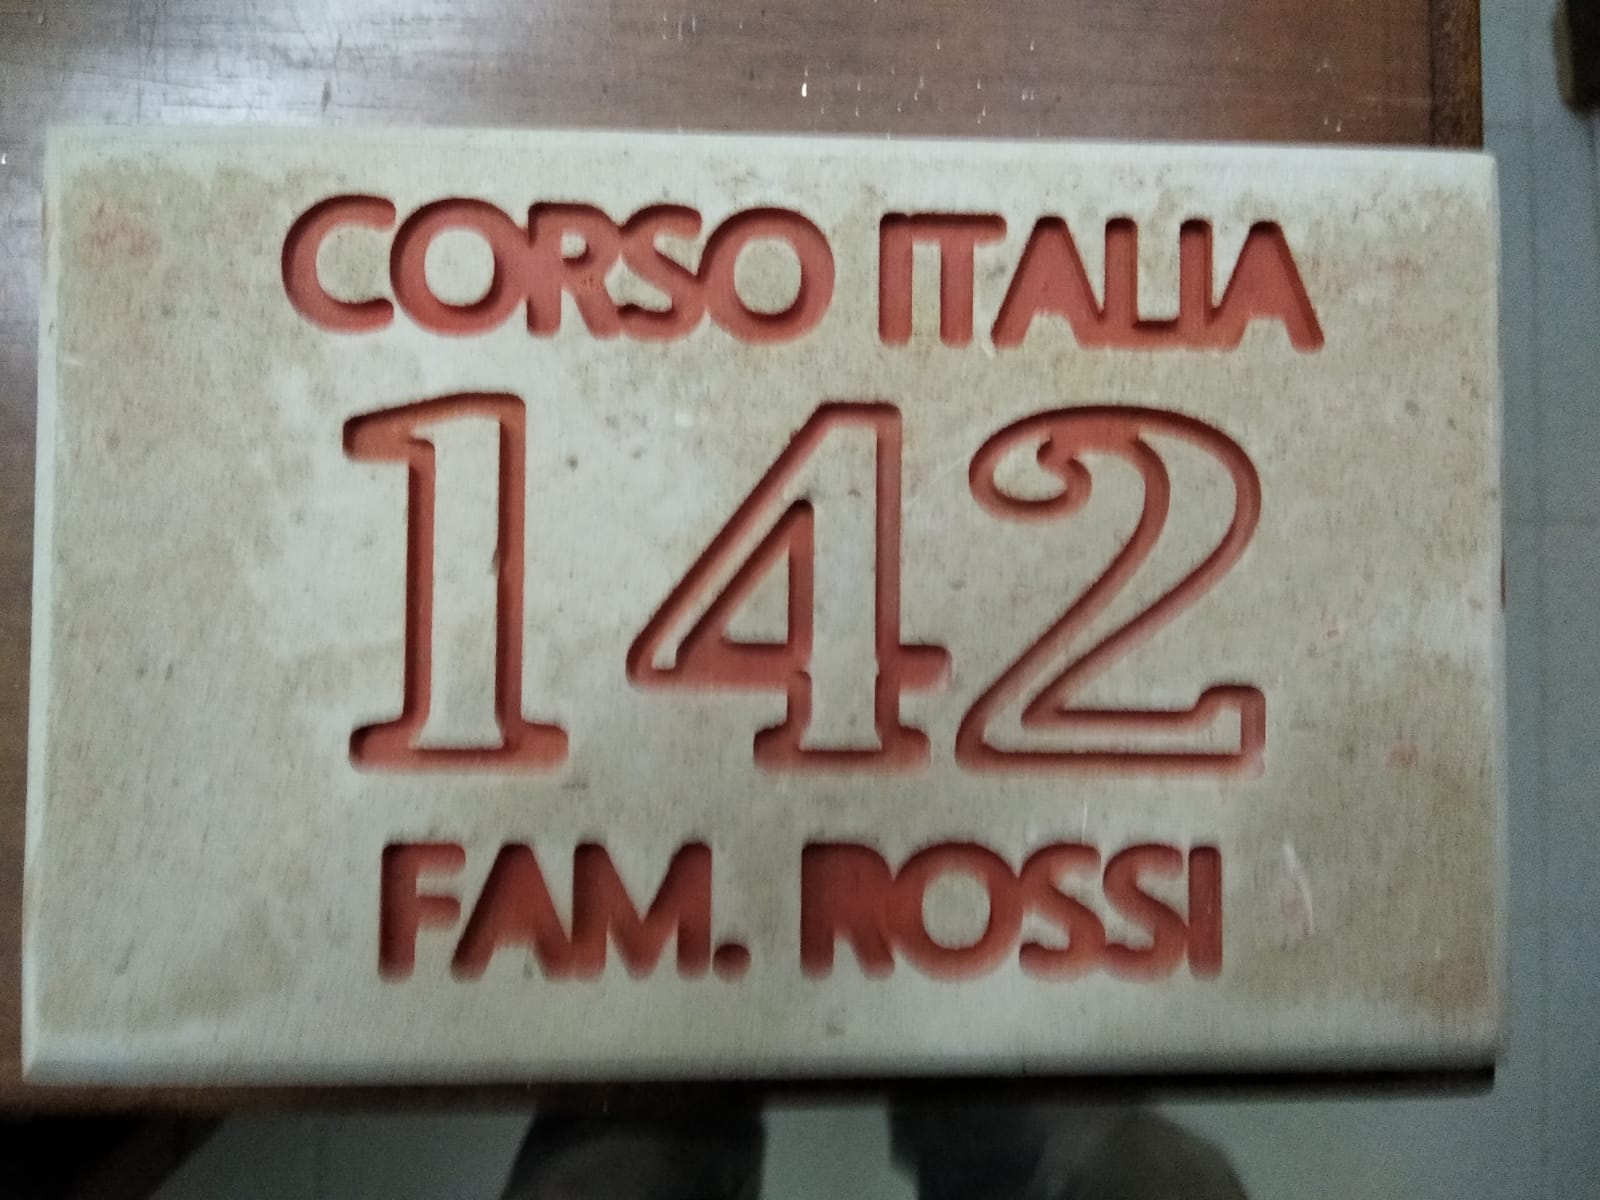 CORSO ITALIA
142
FAM. ROSSI